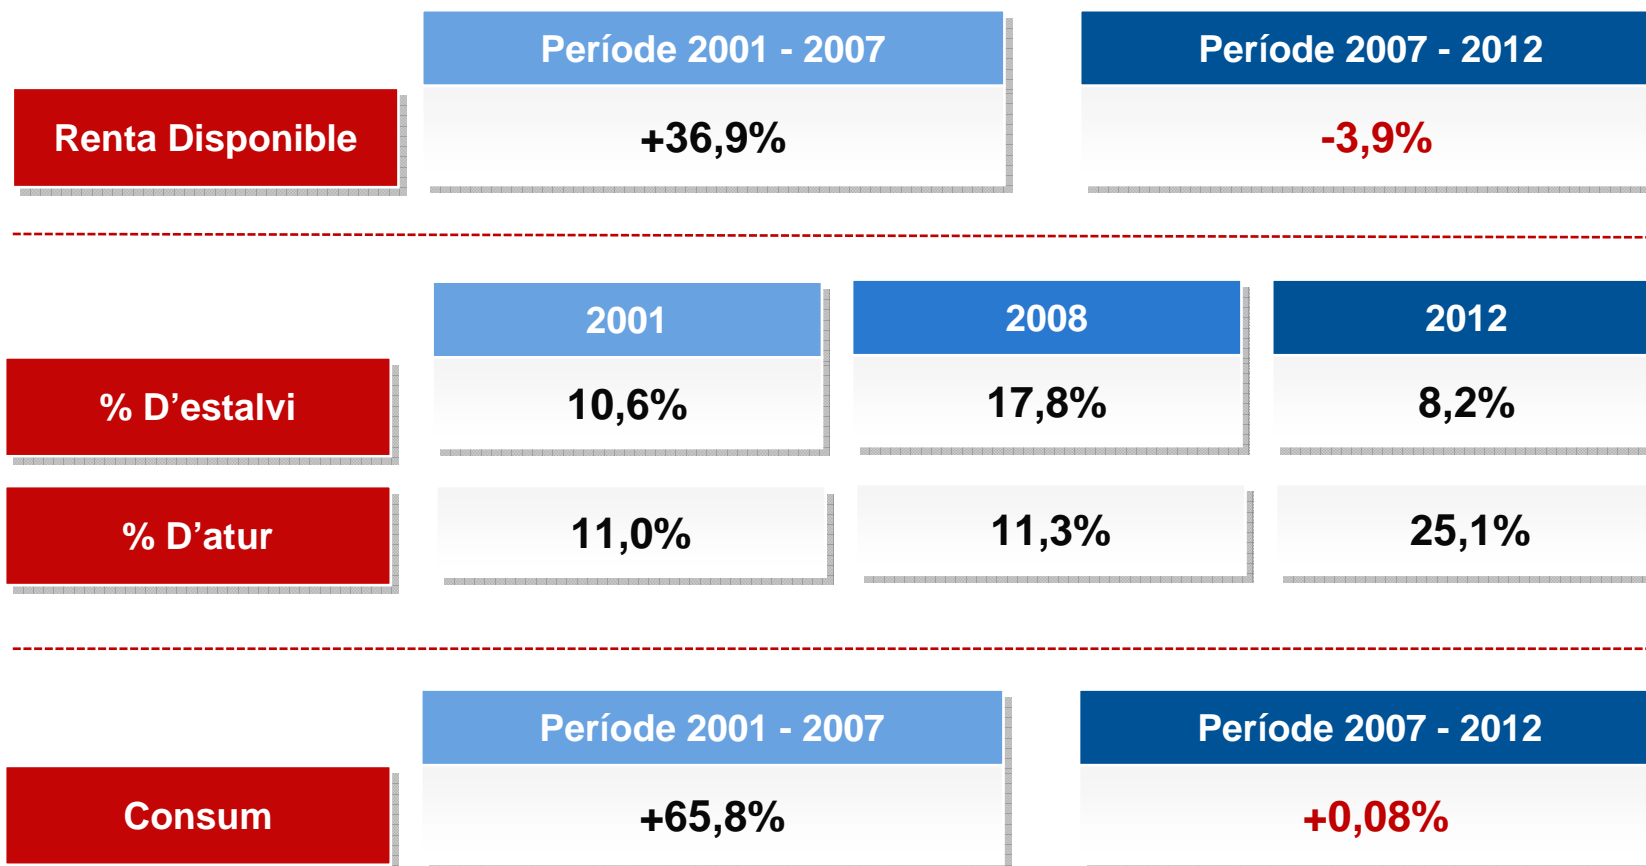 Període 2001 - 2007
Període 2007 - 2012
Renta Disponible
+36,9%
-3,9%
2001
2008
2012
% D’estalvi
10,6%
17,8%
8,2%
% D’atur
11,0%
11,3%
25,1%
Període 2001 - 2007
Període 2007 - 2012
Consum
+65,8%
+0,08%